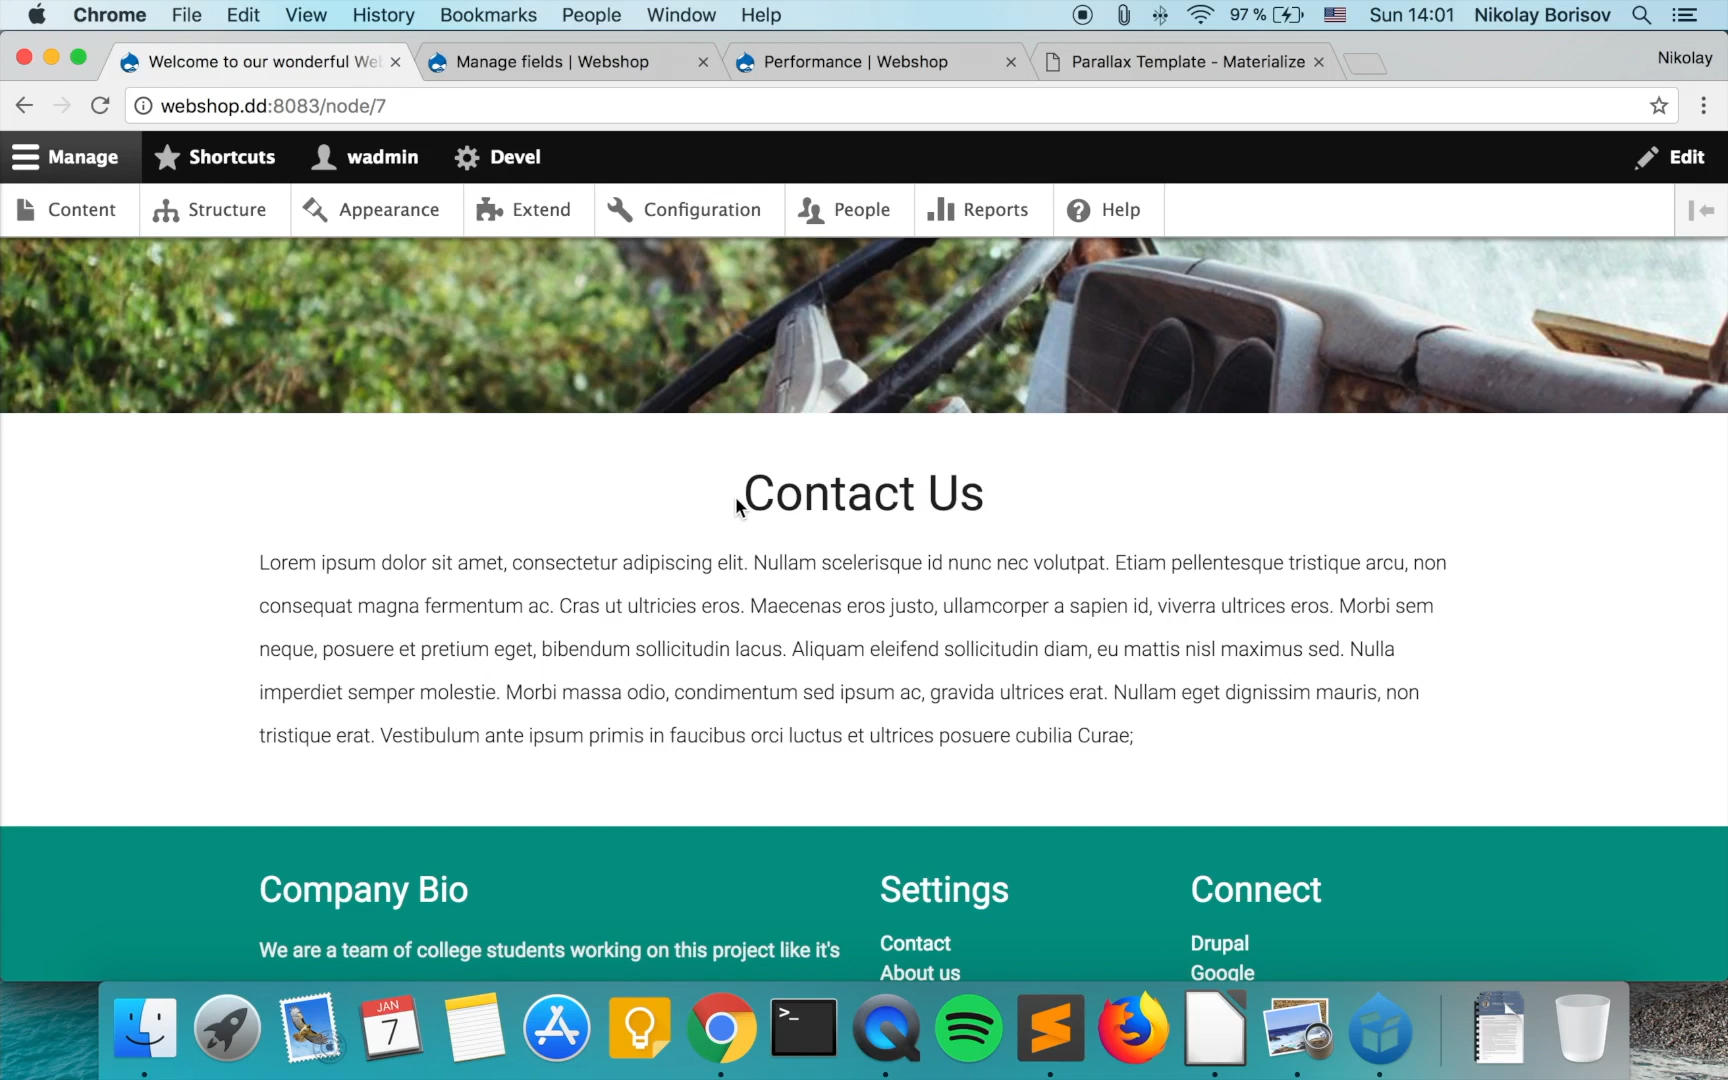 Chrome File Edit View History Bookmarks People Window Help 97 % Sun 14:01 Nikolay Borisov
Welcome to our wonderful We Manage fields | Webshop Performance | Webshop Parallax Template - Materialize Nikolay
webshop.dd:8083/node/7
Manage Shortcuts wadmin Devel Edit
Content Structure Appearance Extend Configuration People Reports Help
Contact Us
Lorem ipsum dolor sit amet, consectetur adipiscing elit. Nullam scelerisque id nunc nec volutpat. Etiam pellentesque tristique arcu, non
consequat magna fermentum ac. Cras ut ultricies eros. Maecenas eros justo, ullamcorper a sapien id, viverra ultrices eros. Morbi sem
neque, posuere et pretium eget, bibendum sollicitudin lacus. Aliquam eleifend sollicitudin diam, eu mattis nisl maximus sed. Nulla
imperdiet semper molestie. Morbi massa odio, condimentum sed ipsum ac, gravida ultrices erat. Nullam eget dignissim mauris, non
tristique erat. Vestibulum ante ipsum primis in faucibus orci luctus et ultrices posuere cubilia Curae;
Company Bio Settings Connect
We are a team of college students working on this project like it's Contact Drupal
About us Google
JAN
7